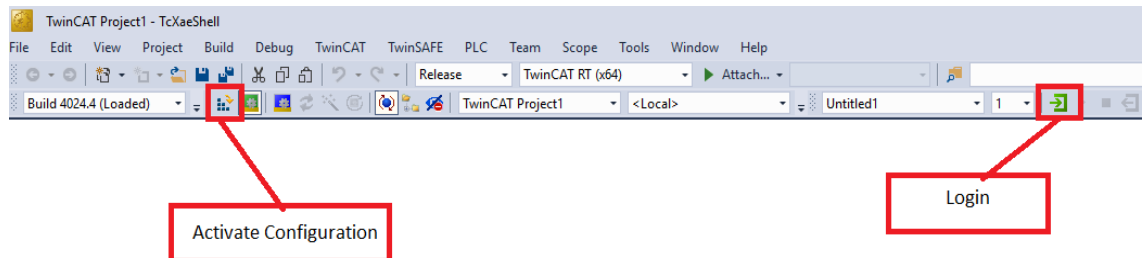 TwinCAT Project1 - TcXaeShell
File Edit View Project Build Debug TwinCAT TwinSAFE PLC Team Scope Tools Window Help
Release TwinCAT RT (x64) Attach...
Build 4024.4 (Loaded) TwinCAT Project1 <Local> Untitled1 1
Login
Activate Configuration